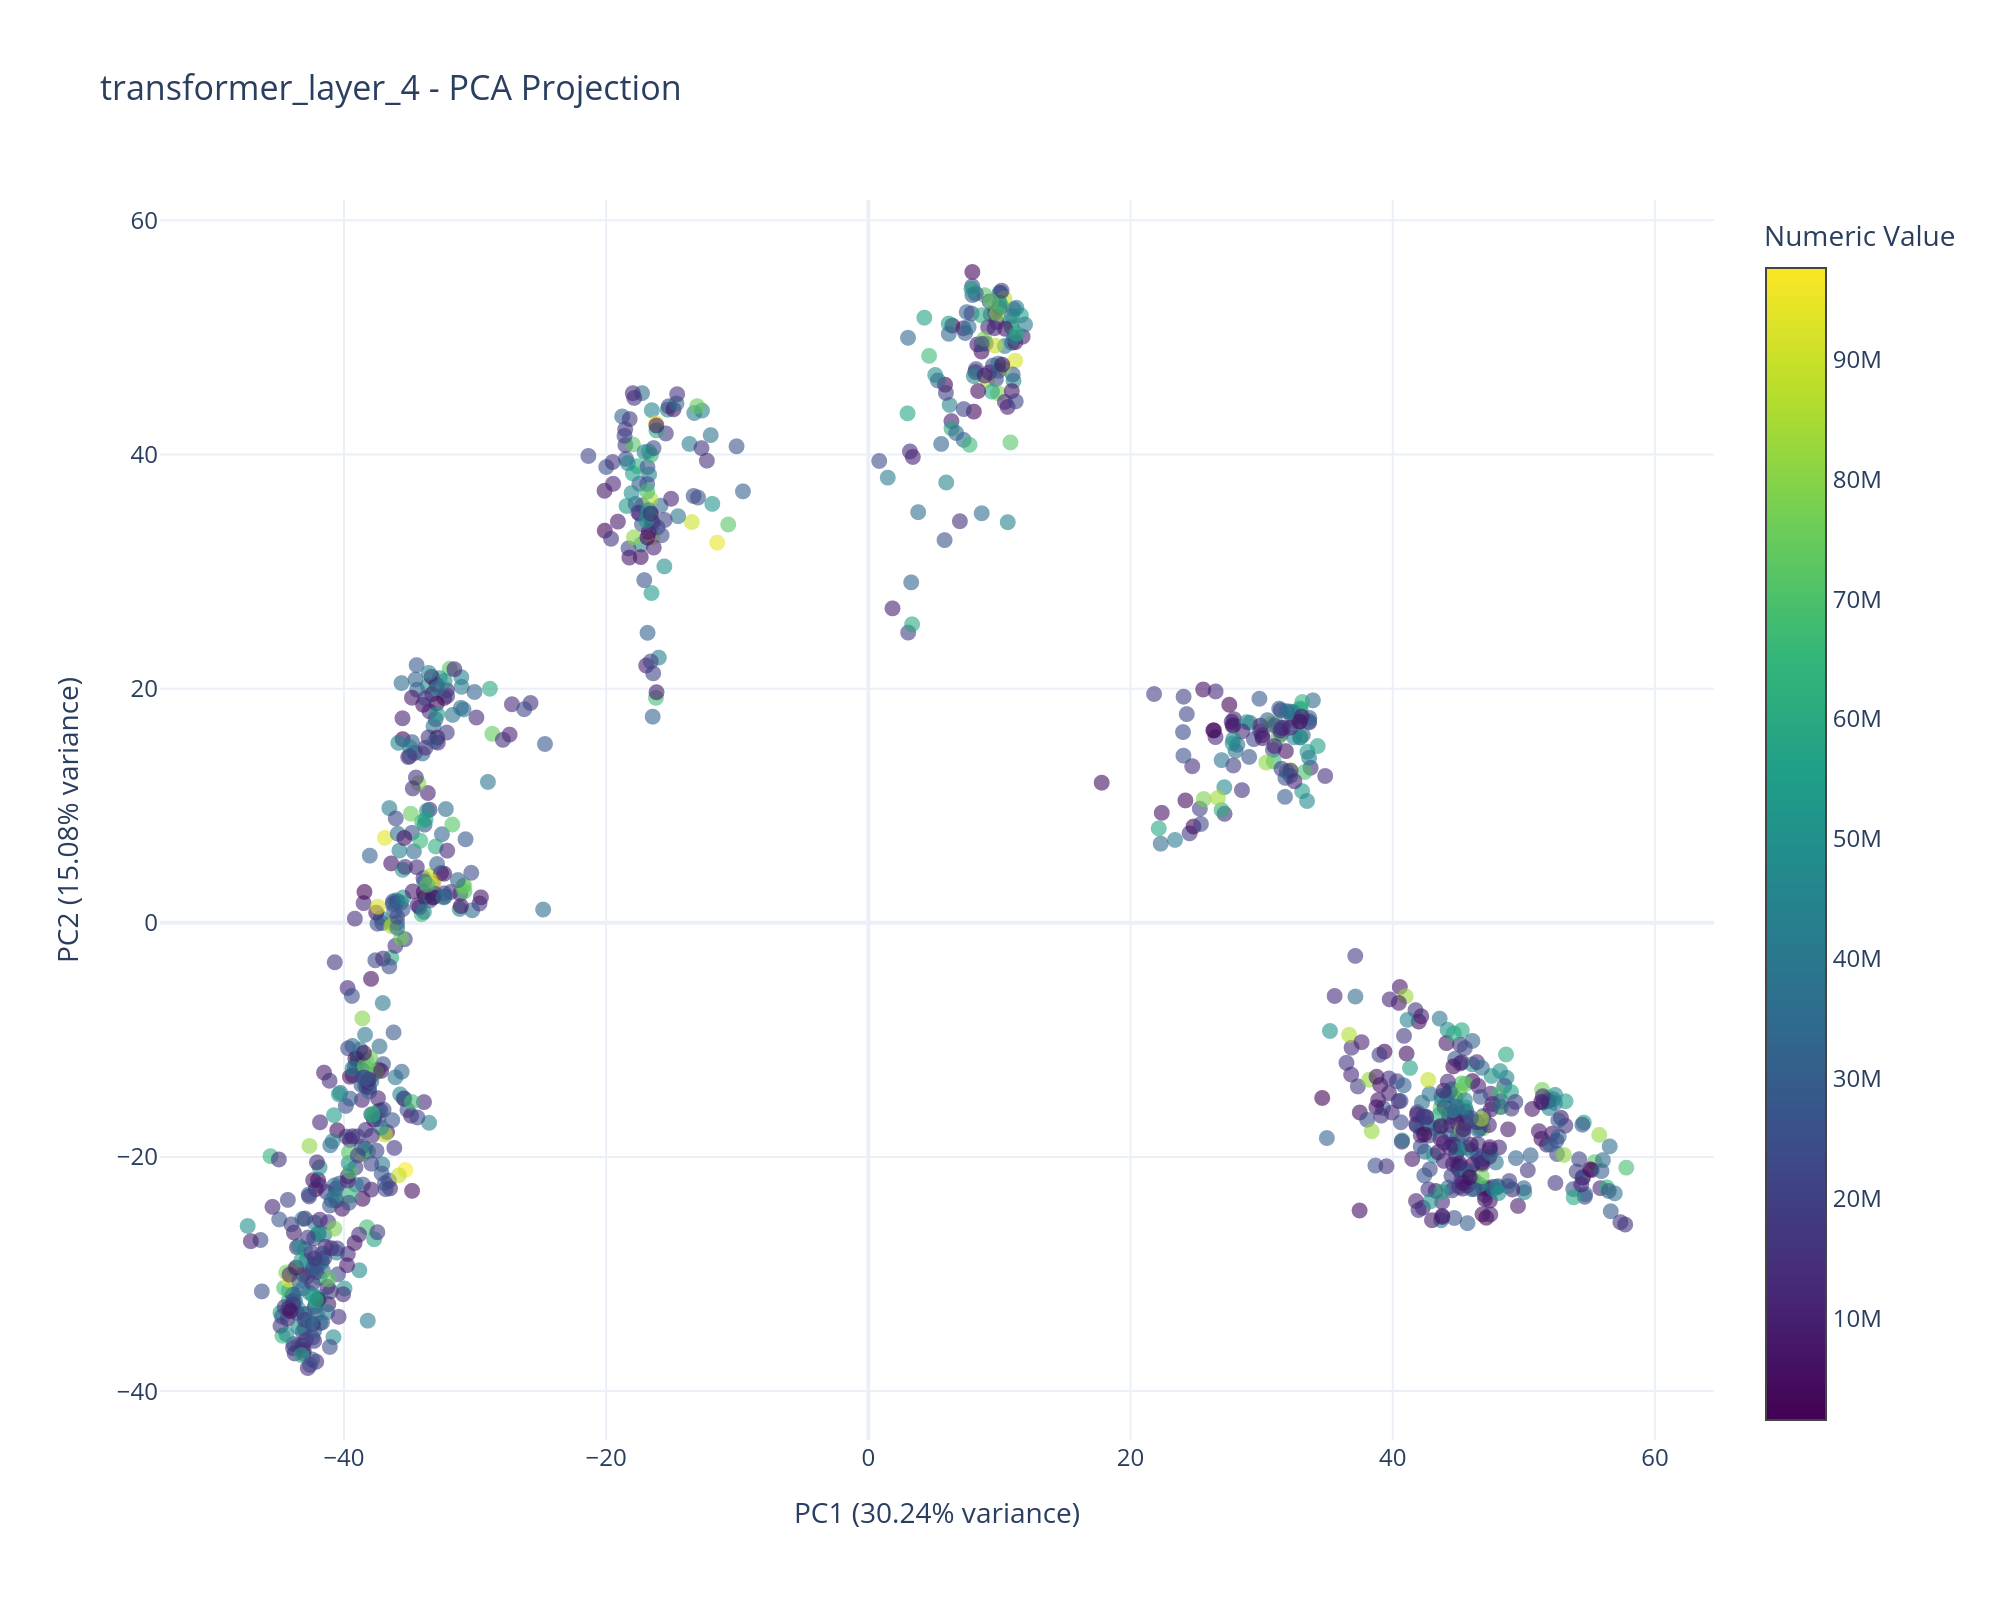 transformer_layer_4 - PCA Projection
Numeric Value
90M
80M
70M
60M
50M
40M
30M
20M
10M
PC2 (15.08% variance)
60
40
20
0
−20
−40
−40
−20
0
20
40
60
PC1 (30.24% variance)